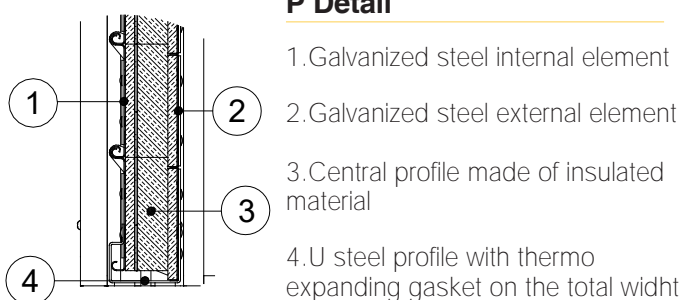 P Detail
1.Galvanized steel internal element
2.Galvanized steel external element
3.Central profile made of insulated
material
4.U steel profile with thermo
expanding gasket on the total widht
1
2
3
4